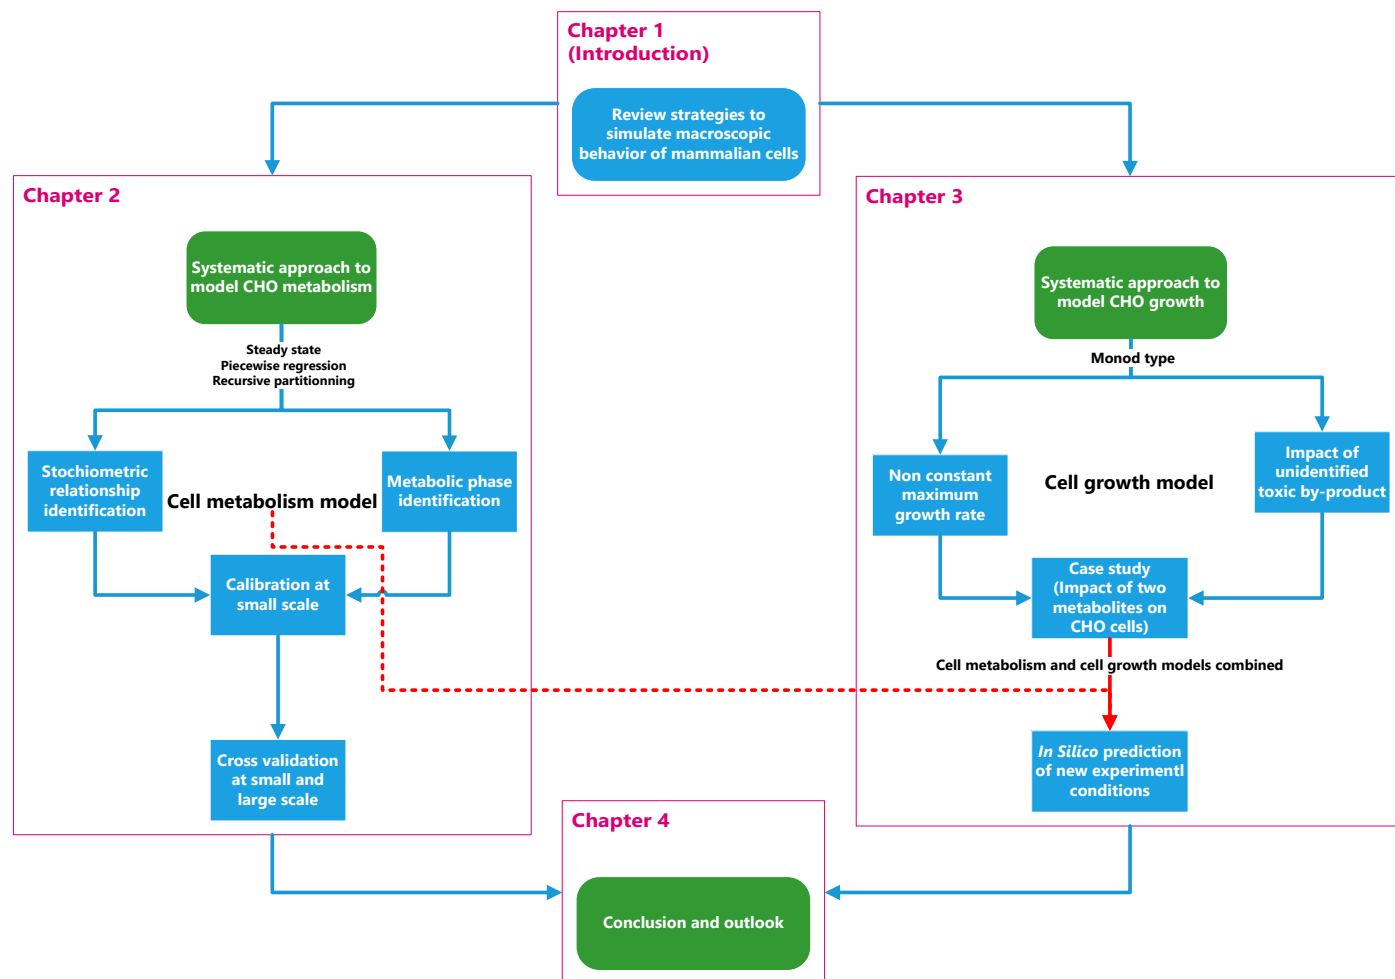 Chapter 1
(Introduction)
Review strategies to
simulate macroscopic
behavior of mammalian cells
Chapter 2
Systematic approach to
model CHO metabolism
Steady state
Piecewise regression
Recursive partitionning
Stochiometric
relationship
identification
Cell metabolism model
Metabolic phase
identification
Calibration at
small scale
Cross validation
at small and
large scale
Chapter 3
Systematic approach to
model CHO growth
Monod type
Non constant
maximum
growth rate
Cell growth model
Impact of
unidentified
toxic by-product
Case study
(Impact of two
metabolites on
CHO cells)
Cell metabolism and cell growth models combined
In Silico prediction
of new experimentl
conditions
Chapter 4
Conclusion and outlook